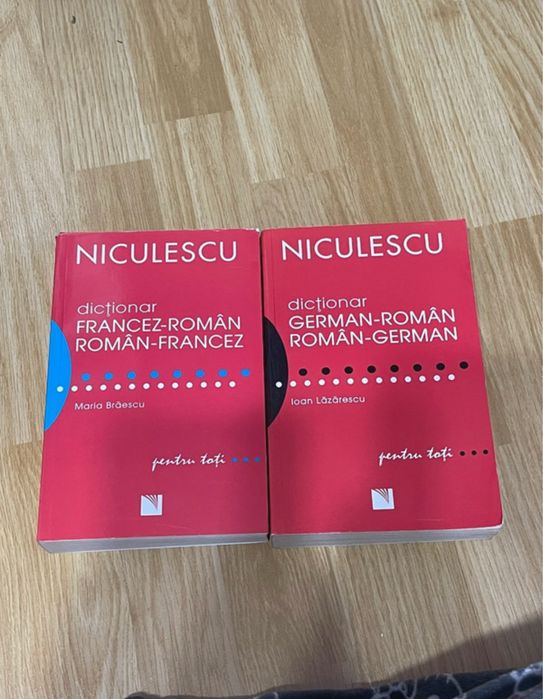 NICULESCU
dicționar
FRANCEZ-ROMÂN
ROMÂN-FRANCEZ
Maria Brăescu
pentru toți
NICULESCU
dicționar
GERMAN-ROMÂN
ROMÂN-GERMAN
Ioan Lăzărescu
pentru toți